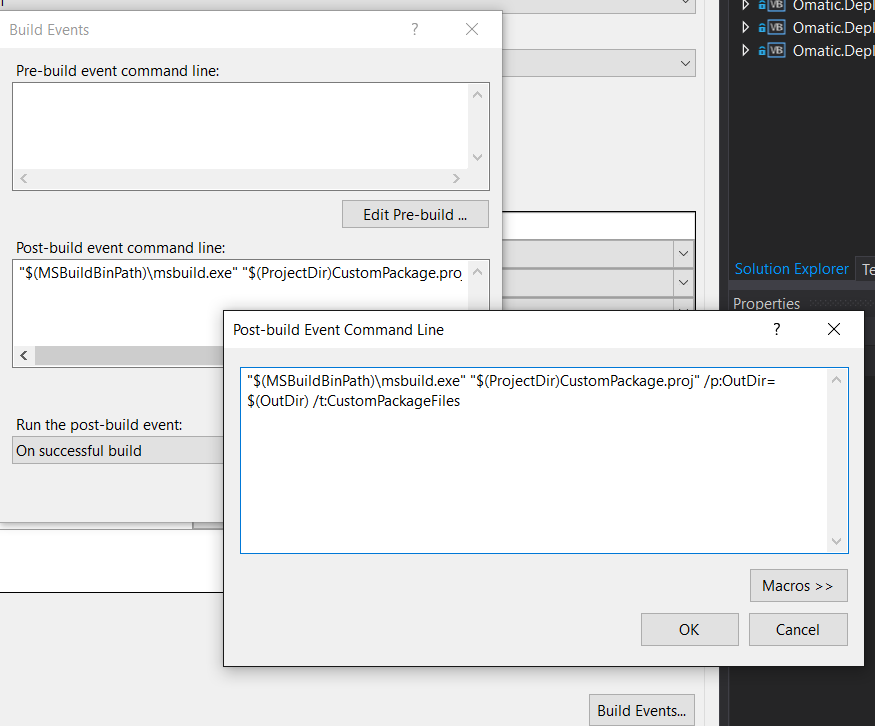 Omatic.Depl
VB Omatic.Depl
VB Omatic.Depl
Build Events
?
Pre-build event command line:
Edit Pre-build ...
Post-build event command line:
"$(MSBuildBinPath)\msbuild.exe" "$(ProjectDir)CustomPackage.proj
Run the post-build event:
On successful build
Solution Explorer Te
Properties
Post-build Event Command Line
?
"$(MSBuildBinPath)\msbuild.exe" "$(ProjectDir)CustomPackage.proj" /p:OutDir=
$(OutDir) /t:CustomPackageFiles
Macros >>
OK Cancel
Build Events...